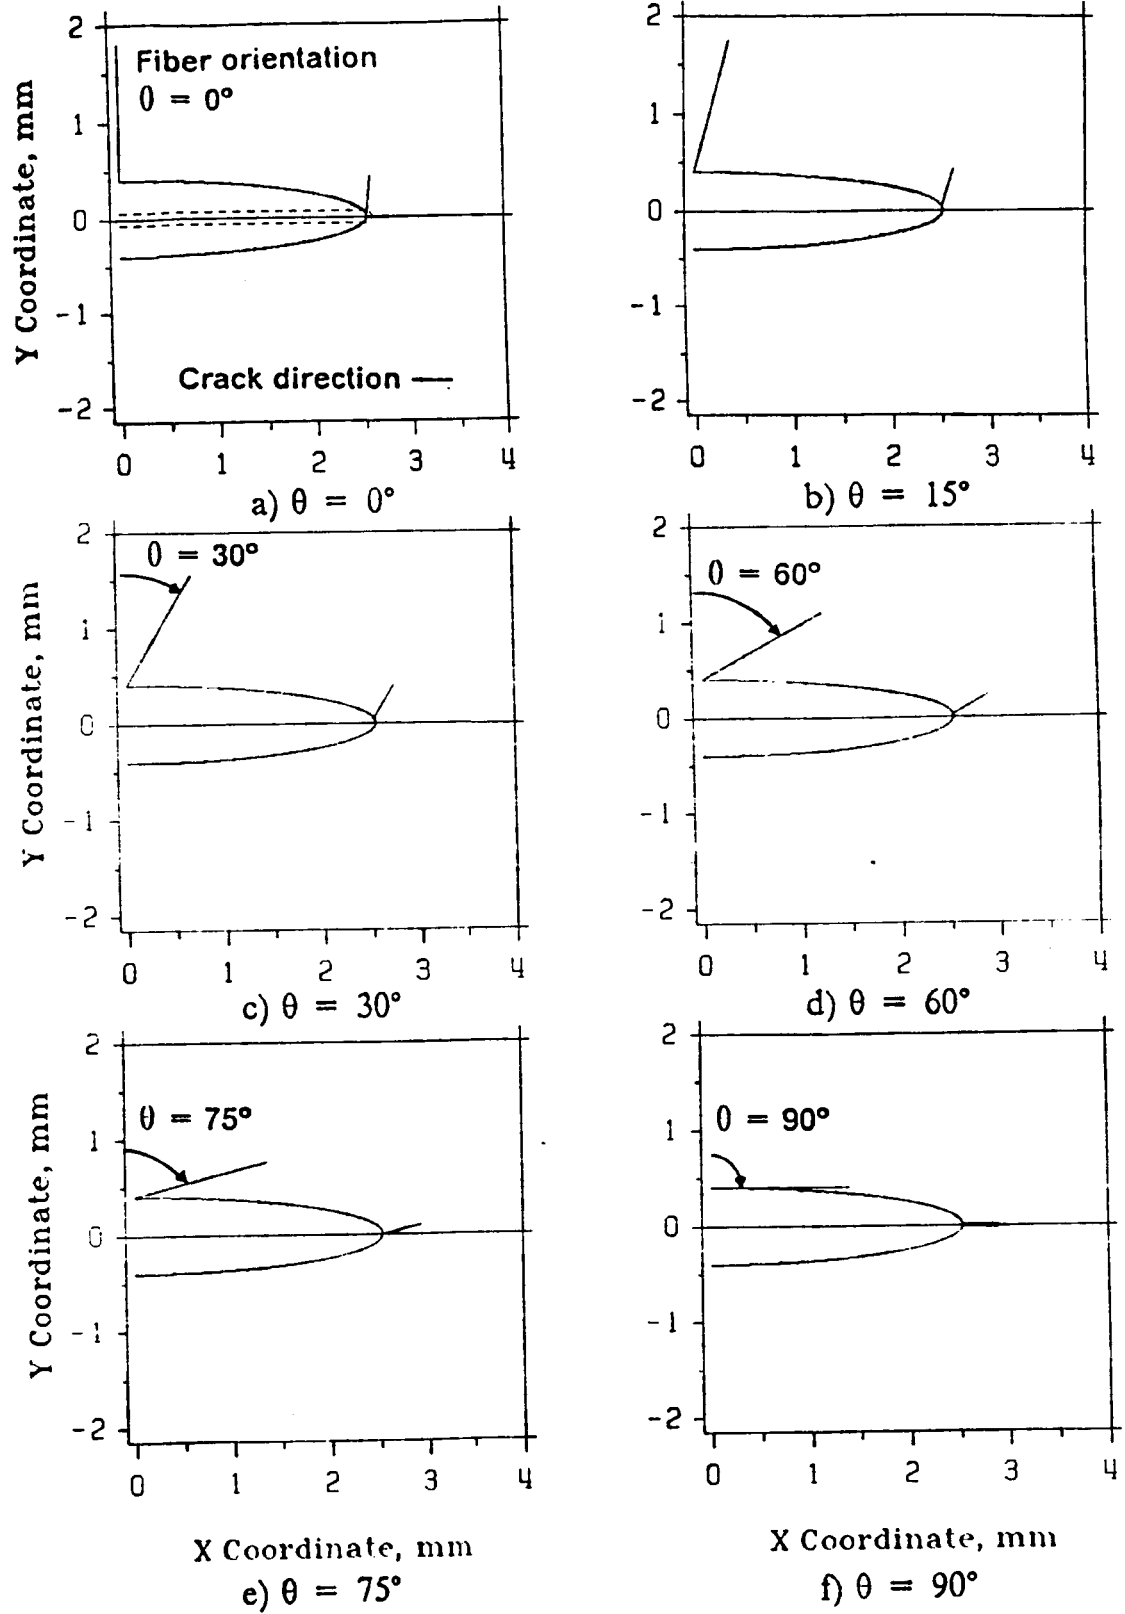 2
1
0
-1
-2
Y Coordinate, mm
Fiber orientation
θ = 0°
Crack direction
0 1 2 3 4
a) θ = 0°
2
1
0
-1
-2
0 1 2 3 4
b) θ = 15°
2
1
0
-1
-2
Y Coordinate, mm
θ = 30°
0 1 2 3 4
c) θ = 30°
2
1
0
-1
-2
θ = 60°
0 1 2 3 4
d) θ = 60°
2
1
0
-1
-2
Y Coordinate, mm
θ = 75°
0 1 2 3 4
X Coordinate, mm
e) θ = 75°
2
1
0
-1
-2
θ = 90°
0 1 2 3 4
X Coordinate, mm
f) θ = 90°